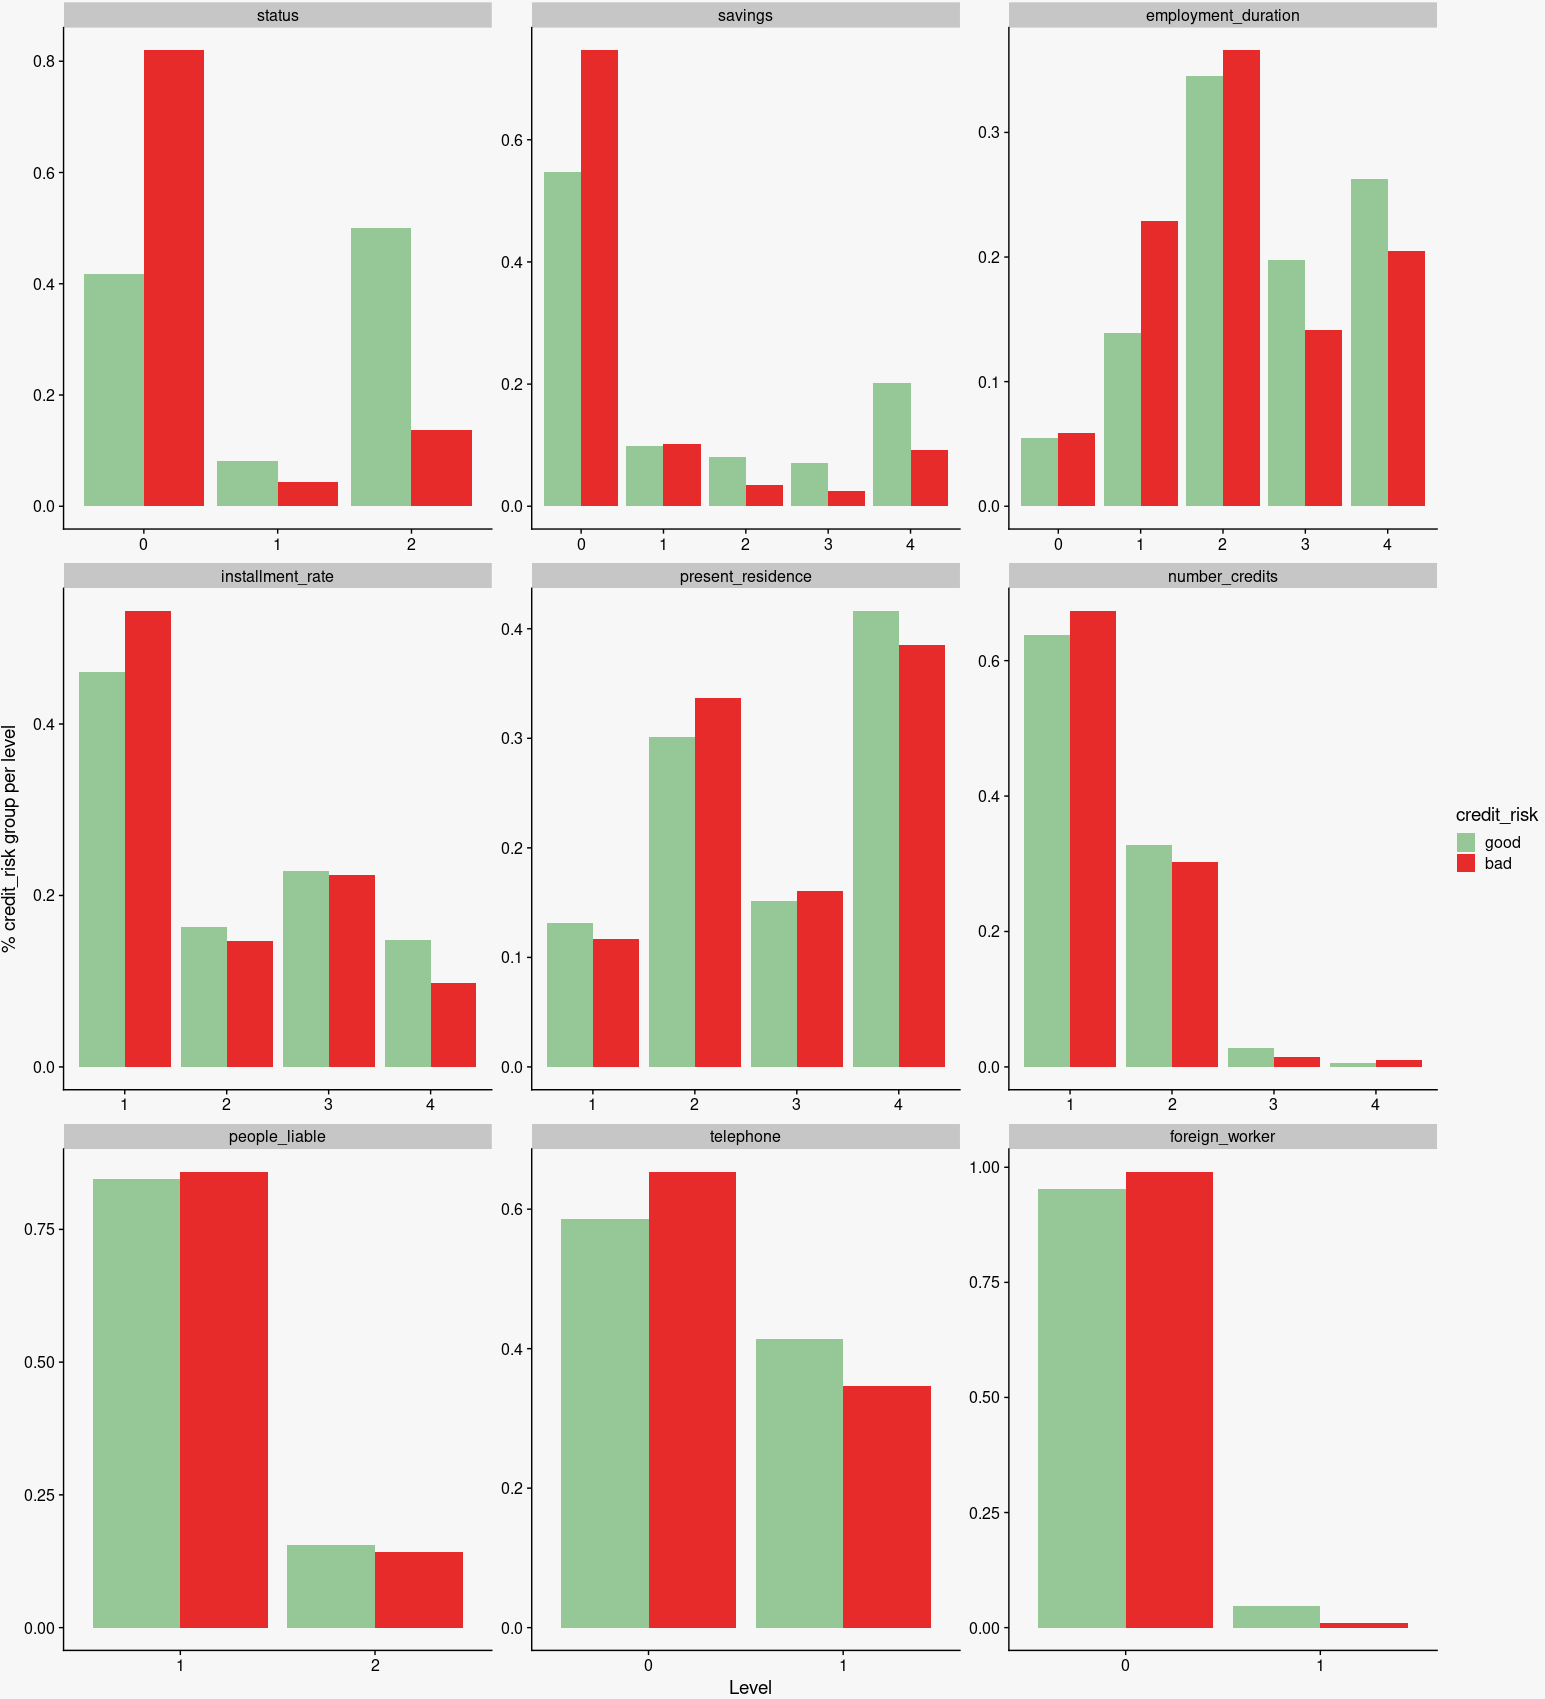 status
0.8
0.6
0.4
0.2
0.0
0 1 2
savings
0.6
0.4
0.2
0.0
0 1 2 3 4
employment_duration
0.3
0.2
0.1
0.0
0 1 2 3 4
% credit_risk group per level
installment_rate
0.4
0.2
0.0
1 2 3 4
present_residence
0.4
0.3
0.2
0.1
0.0
1 2 3 4
number_credits
0.6
0.4
0.2
0.0
1 2 3 4
credit_risk
good
bad
people_liable
0.75
0.50
0.25
0.00
1 2
telephone
0.6
0.4
0.2
0.0
0 1
foreign_worker
1.00
0.75
0.50
0.25
0.00
0 1
Level